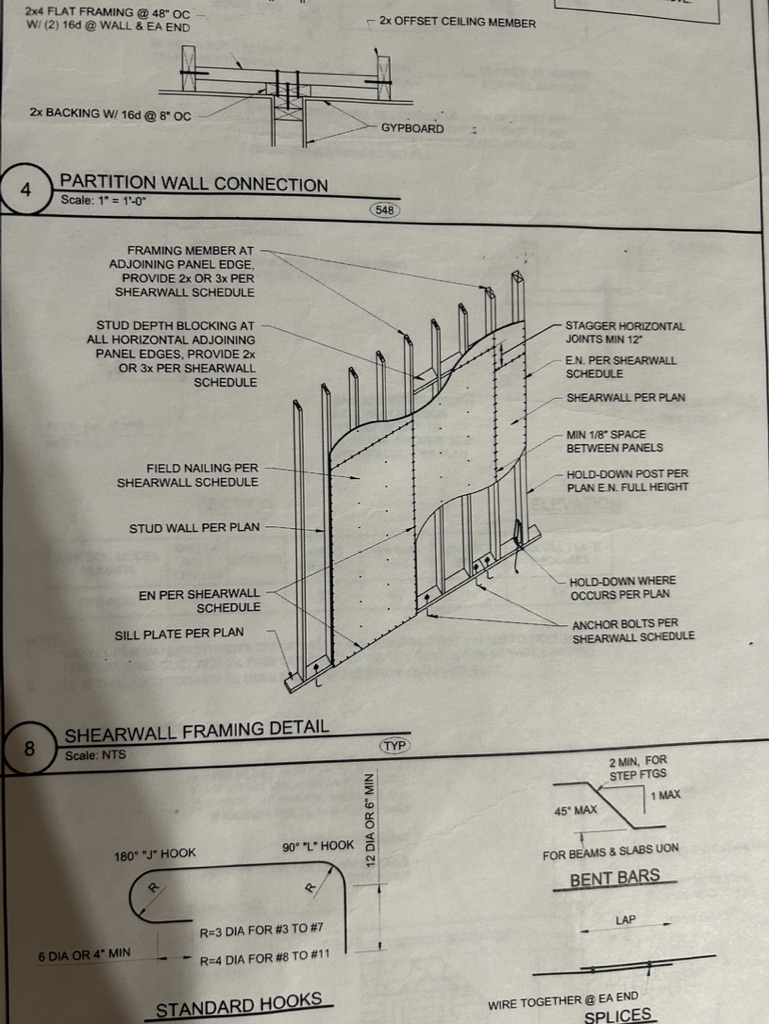 2x4 FLAT FRAMING @ 48" OC
W/ (2) 16d @ WALL & EA END
2x OFFSET CEILING MEMBER
2x BACKING W/ 16d @ 8" OC
GYPBOARD
4
PARTITION WALL CONNECTION
Scale: 1" = 1'-0"
548
FRAMING MEMBER AT
ADJOINING PANEL EDGE,
PROVIDE 2x OR 3x PER
SHEARWALL SCHEDULE
STUD DEPTH BLOCKING AT
ALL HORIZONTAL ADJOINING
PANEL EDGES, PROVIDE 2x
OR 3x PER SHEARWALL
SCHEDULE
FIELD NAILING PER
SHEARWALL SCHEDULE
STUD WALL PER PLAN
EN PER SHEARWALL
SCHEDULE
SILL PLATE PER PLAN
STAGGER HORIZONTAL
JOINTS MIN 12"
E.N. PER SHEARWALL
SCHEDULE
SHEARWALL PER PLAN
MIN 1/8" SPACE
BETWEEN PANELS
HOLD-DOWN POST PER
PLAN E.N. FULL HEIGHT
HOLD-DOWN WHERE
OCCURS PER PLAN
ANCHOR BOLTS PER
SHEARWALL SCHEDULE
8
SHEARWALL FRAMING DETAIL
Scale: NTS
TYP
180° "J" HOOK
90° "L" HOOK
12 DIA OR 6" MIN
R
R
R=3 DIA FOR #3 TO #7
6 DIA OR 4" MIN
R=4 DIA FOR #8 TO #11
STANDARD HOOKS
2 MIN, FOR
STEP FTGS
1 MAX
45° MAX
FOR BEAMS & SLABS UON
BENT BARS
LAP
WIRE TOGETHER @ EA END
SPLICES